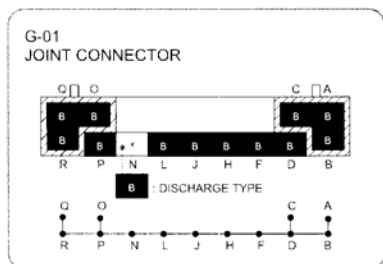 G-01
JOINT CONNECTOR
Q O C A
B B B B
B B
B * B B B B B
R P N L J H F D B
B : DISCHARGE TYPE
Q O C A
R P N L J H F D B